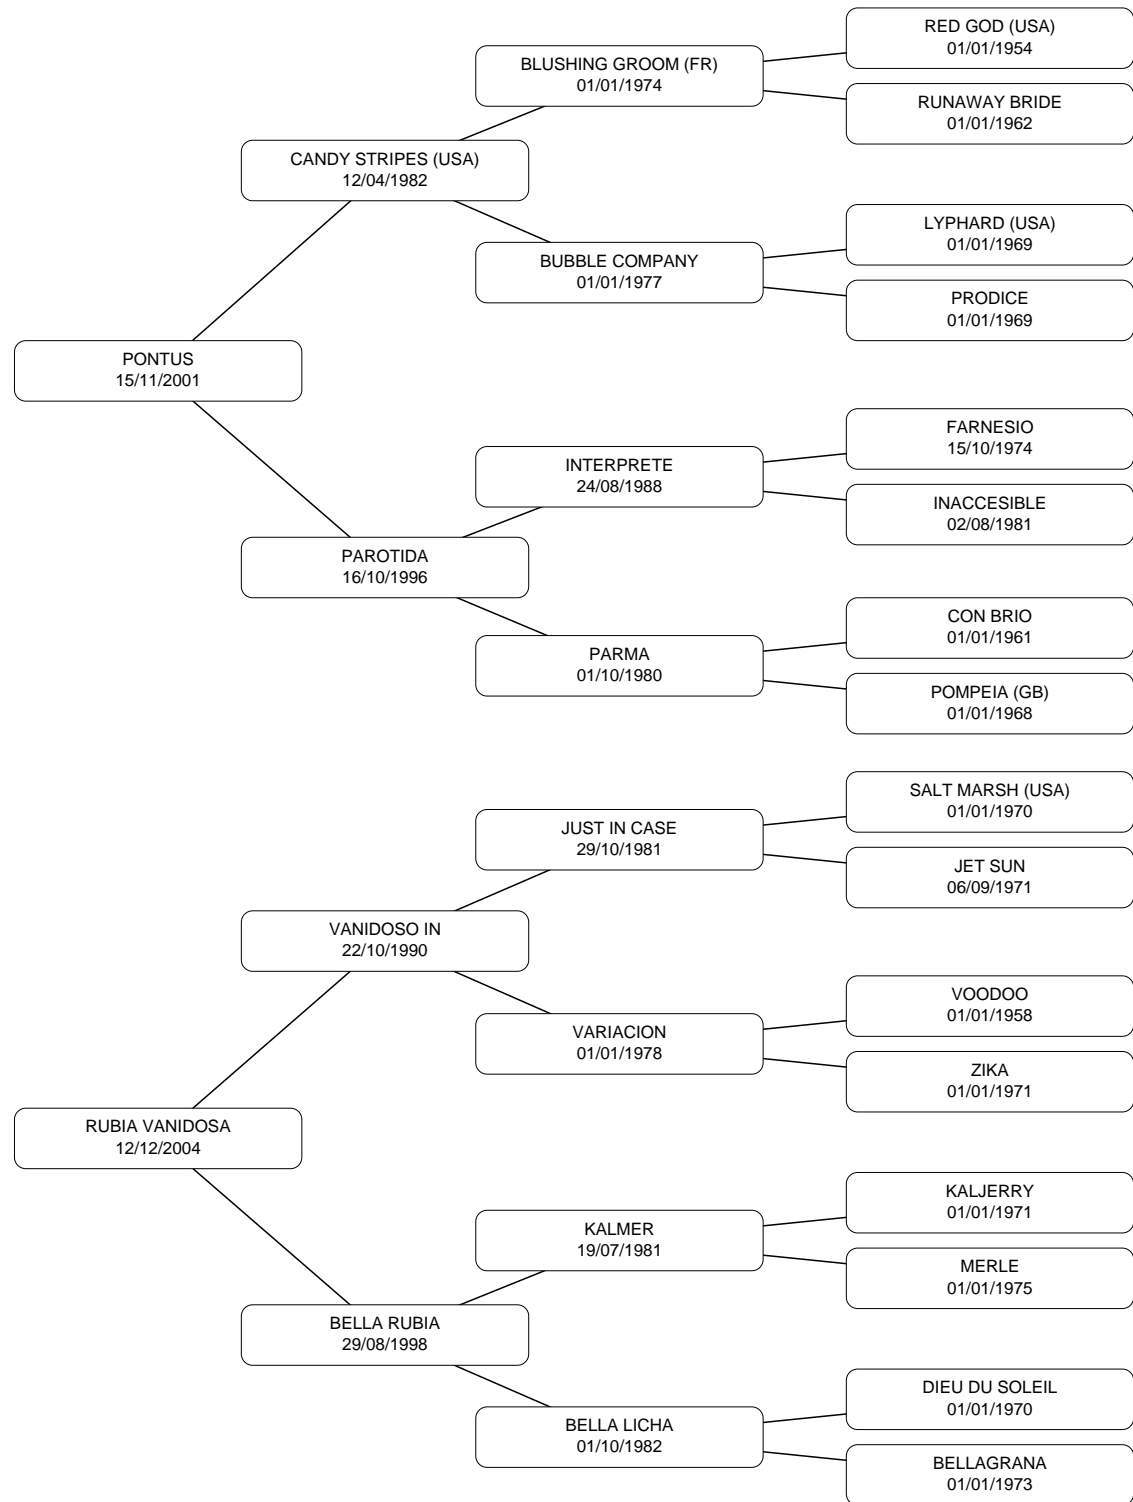 RED GOD (USA)
01/01/1954
BLUSHING GROOM (FR)
01/01/1974
RUNAWAY BRIDE
01/01/1962
CANDY STRIPES (USA)
12/04/1982
LYPHARD (USA)
01/01/1969
BUBBLE COMPANY
01/01/1977
PRODICE
01/01/1969
PONTUS
15/11/2001
FARNESIO
15/10/1974
INTERPRETE
24/08/1988
INACCESIBLE
02/08/1981
PAROTIDA
16/10/1996
CON BRIO
01/01/1961
PARMA
01/10/1980
POMPEIA (GB)
01/01/1968
SALT MARSH (USA)
01/01/1970
JUST IN CASE
29/10/1981
JET SUN
06/09/1971
VANIDOSO IN
22/10/1990
VOODOO
01/01/1958
VARIACION
01/01/1978
ZIKA
01/01/1971
RUBIA VANIDOSA
12/12/2004
KALJERRY
01/01/1971
KALMER
19/07/1981
MERLE
01/01/1975
BELLA RUBIA
29/08/1998
DIEU DU SOLEIL
01/01/1970
BELLA LICHA
01/10/1982
BELLAGRANA
01/01/1973